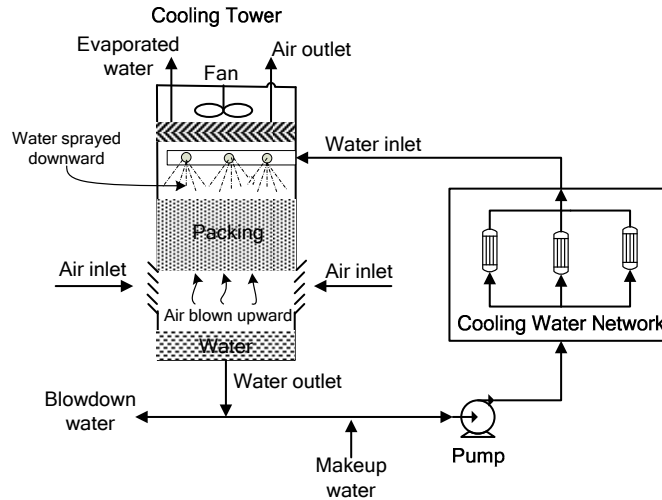 Cooling Tower
Evaporated
water
Air outlet
Fan
Water sprayed
downward
Water inlet
Packing
Air inlet
Air inlet
Air blown upward
Cooling Water Network
Water
Water outlet
Blowdown
water
Makeup
water
Pump